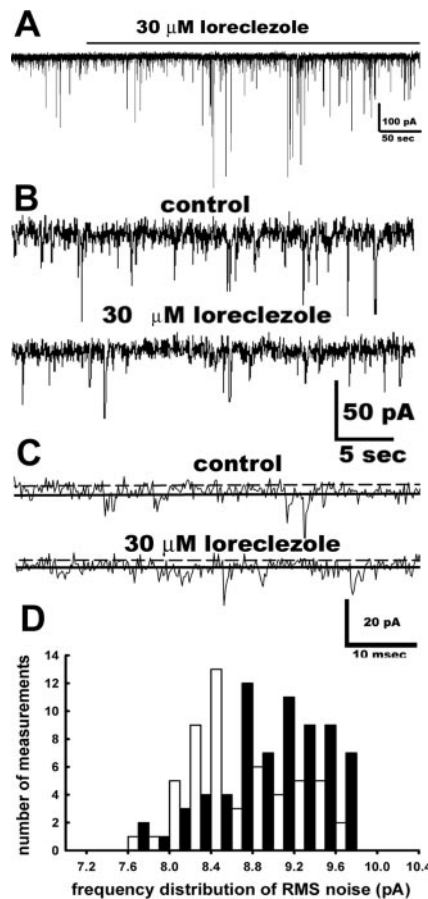 A
30 μM loreclezole
100 pA
50 sec
B
control
30 μM loreclezole
50 pA
5 sec
C
control
30 μM loreclezole
20 pA
10 msec
D
number of measurements
14
12
10
8
6
4
2
0
7.2 7.6 8.0 8.4 8.8 9.2 9.6 10.0 10.4
frequency distribution of RMS noise (pA)